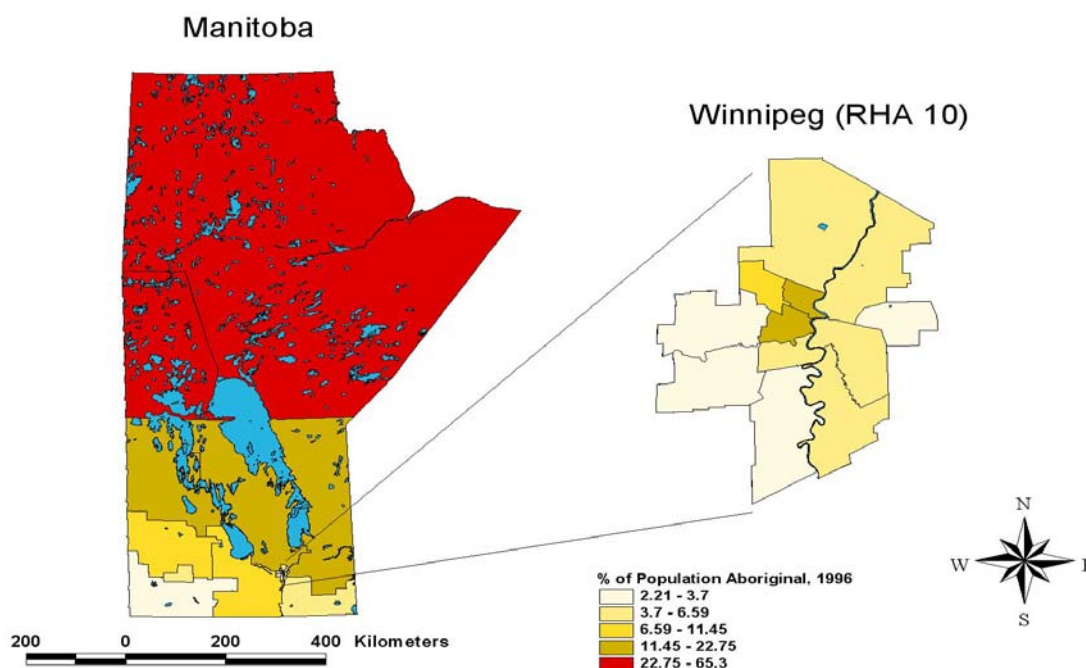 Manitoba
Winnipeg (RHA 10)
N
W
E
S
% of Population Aboriginal, 1996
2.21 - 3.7
3.7 - 6.59
6.59 - 11.45
11.45 - 22.75
22.75 - 65.3
200 0 200 400 Kilometers